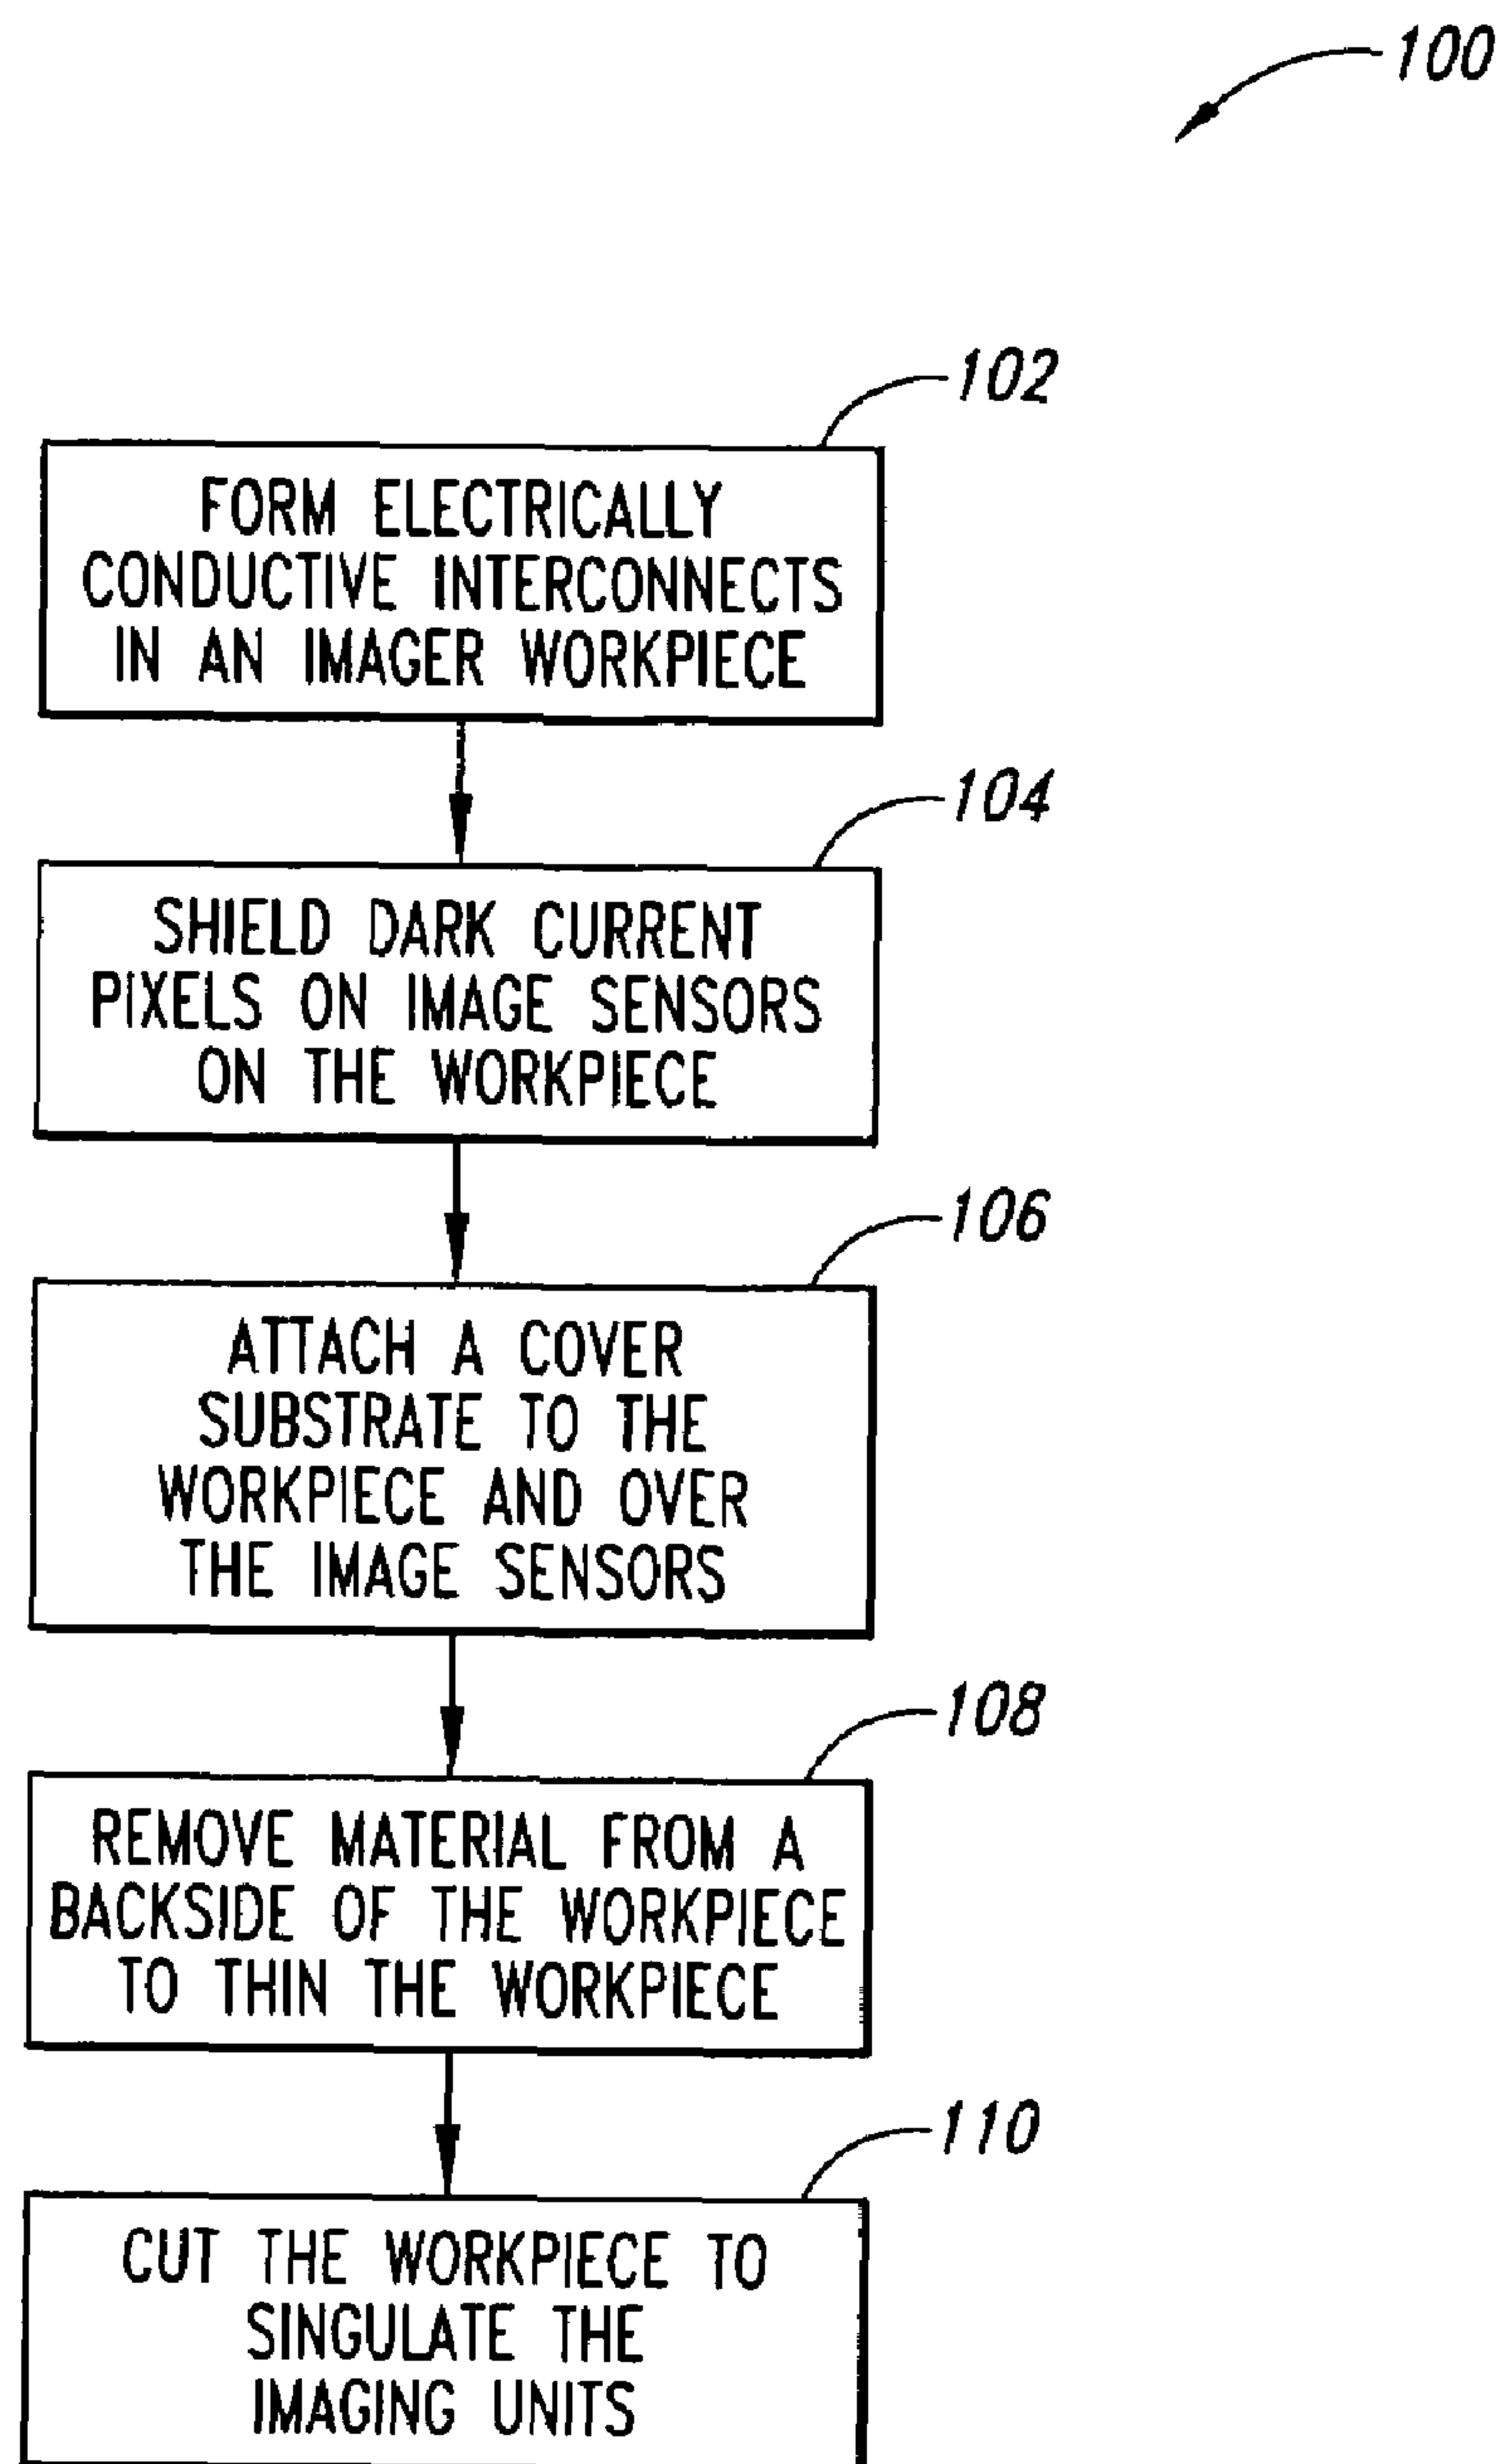 100
102
FORM ELECTRICALLY
CONDUCTIVE INTERCONNECTS
IN AN IMAGER WORKPIECE
104
SHIELD DARK CURRENT
PIXELS ON IMAGE SENSORS
ON THE WORKPIECE
106
ATTACH A COVER
SUBSTRATE TO THE
WORKPIECE AND OVER
THE IMAGE SENSORS
108
REMOVE MATERIAL FROM A
BACKSIDE OF THE WORKPIECE
TO THIN THE WORKPIECE
110
CUT THE WORKPIECE TO
SINGULATE THE
IMAGING UNITS